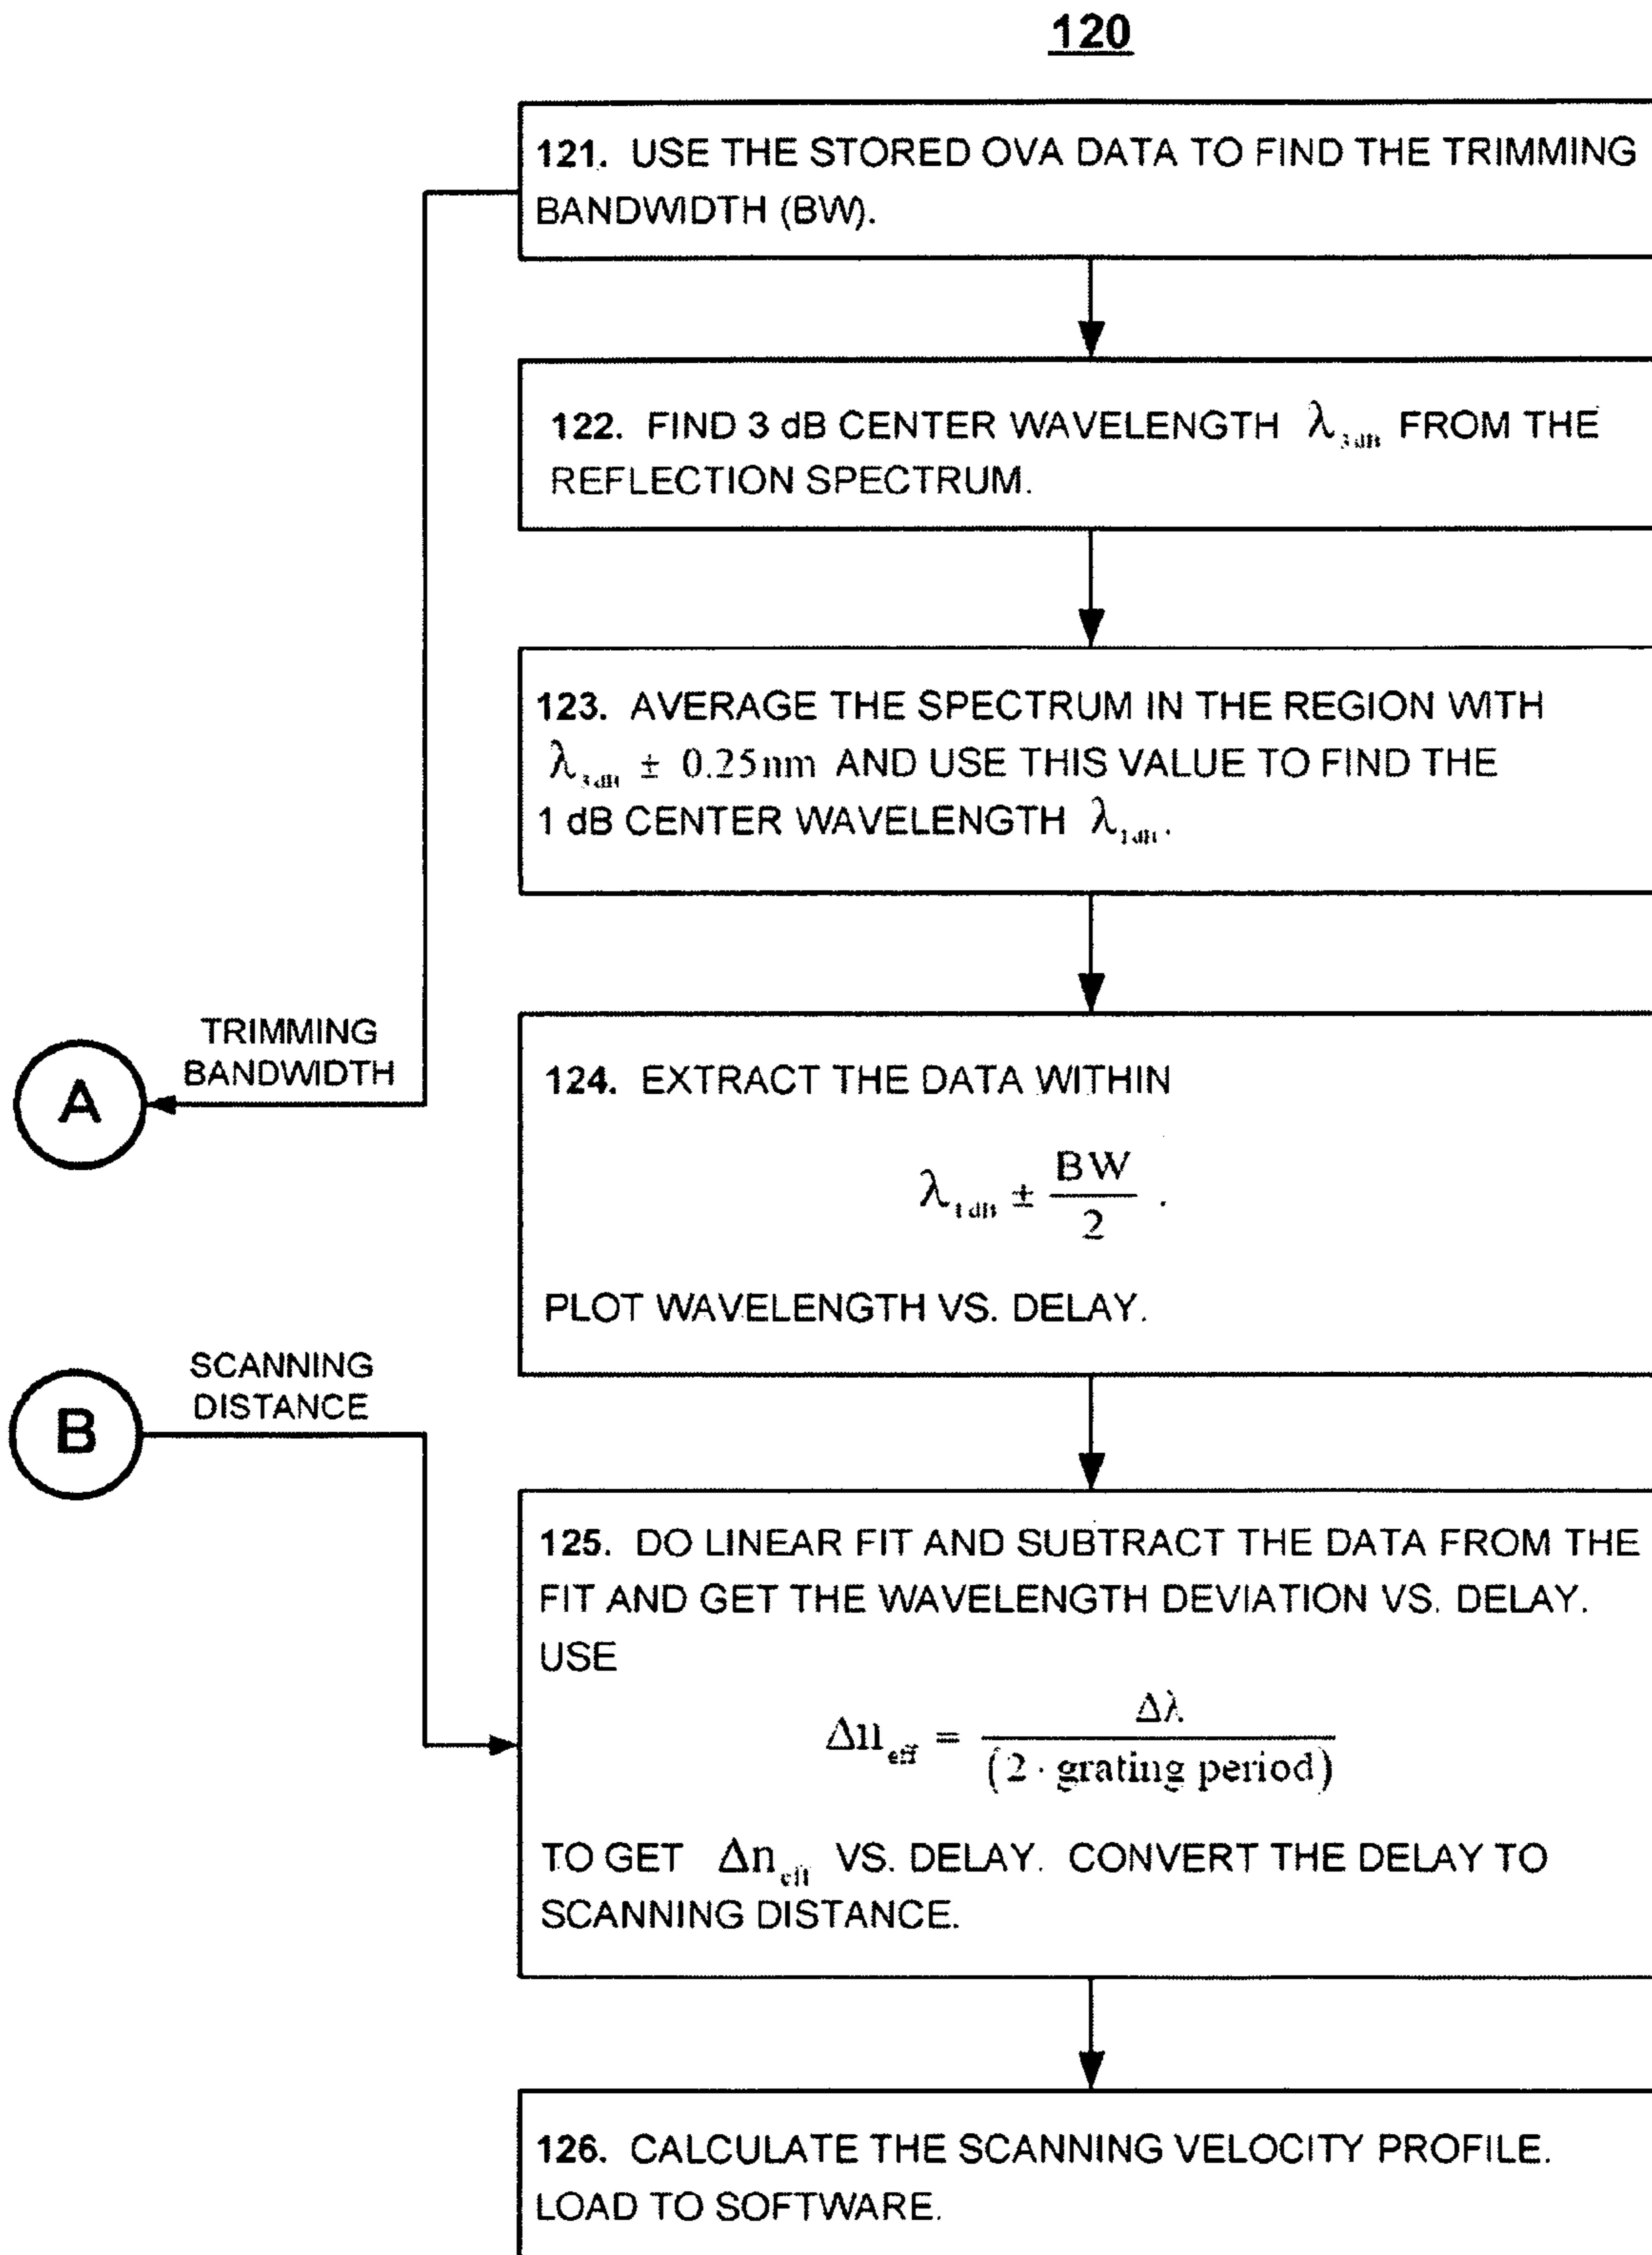 120
121. USE THE STORED OVA DATA TO FIND THE TRIMMING
BANDWIDTH (BW).
122. FIND 3 dB CENTER WAVELENGTH λ3dB FROM THE
REFLECTION SPECTRUM.
123. AVERAGE THE SPECTRUM IN THE REGION WITH
λ3dB ± 0.25nm AND USE THIS VALUE TO FIND THE
1 dB CENTER WAVELENGTH λ1dB.
TRIMMING
BANDWIDTH
A
124. EXTRACT THE DATA WITHIN
λ1dB ± BW/2 .
PLOT WAVELENGTH VS. DELAY.
SCANNING
DISTANCE
B
125. DO LINEAR FIT AND SUBTRACT THE DATA FROM THE
FIT AND GET THE WAVELENGTH DEVIATION VS. DELAY.
USE
Δneff = Δλ/(2 · grating period)
TO GET Δneff VS. DELAY. CONVERT THE DELAY TO
SCANNING DISTANCE.
126. CALCULATE THE SCANNING VELOCITY PROFILE.
LOAD TO SOFTWARE.